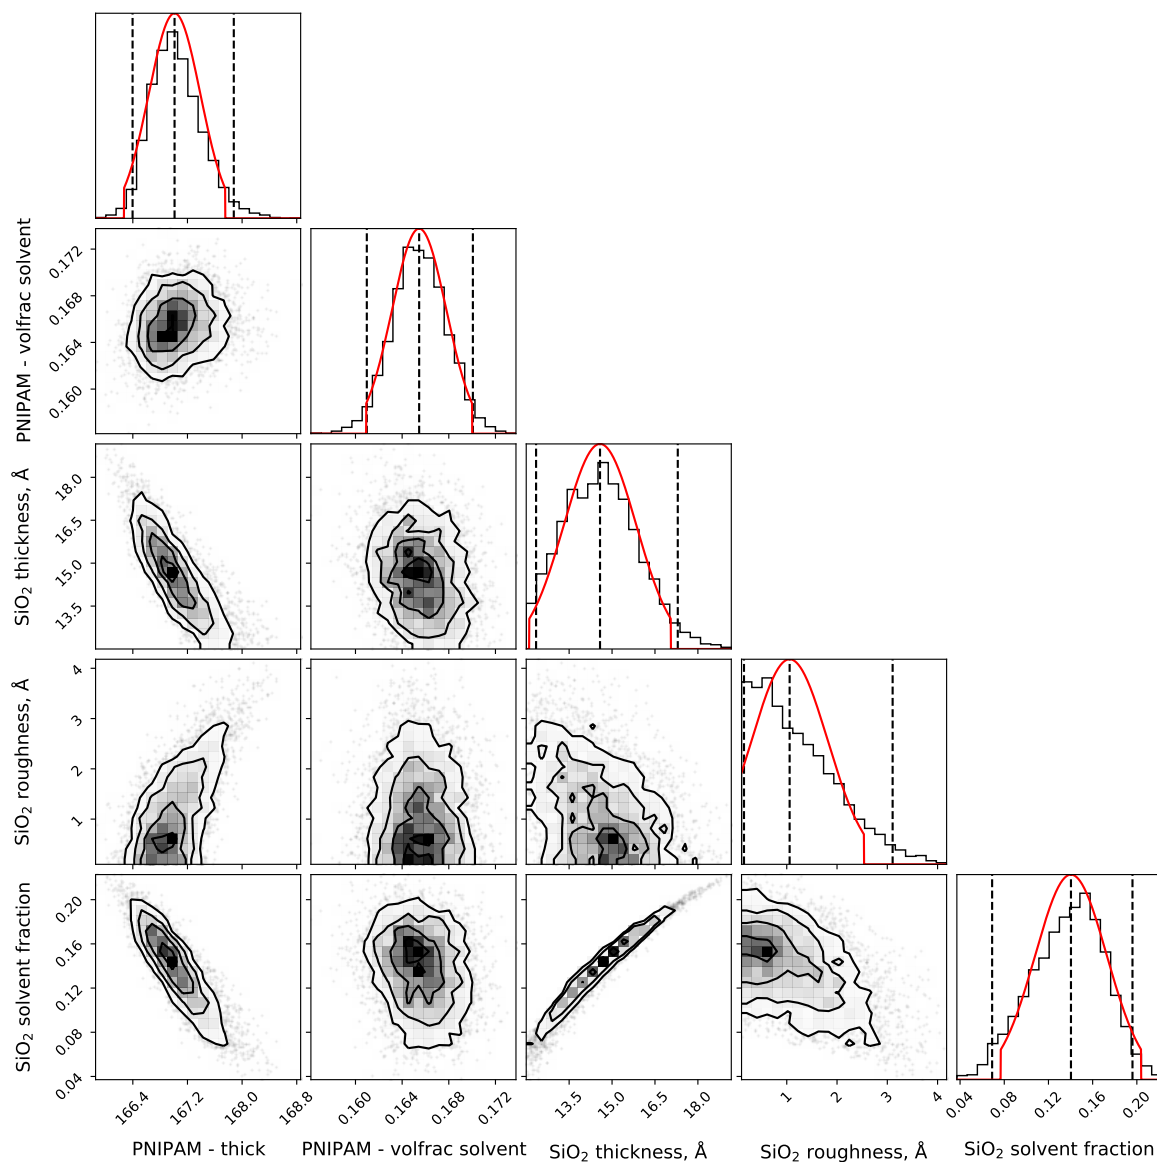 PNIPAM - volfrac solvent
0.172
0.168
0.164
0.160
SiO₂ thickness, Å
18.0
16.5
15.0
13.5
SiO₂ roughness, Å
4
3
2
1
SiO₂ solvent fraction
0.20
0.16
0.12
0.08
0.04
166.4 167.2 168.0 168.8
0.160 0.164 0.168 0.172
13.5 15.0 16.5 18.0
1 2 3 4
0.04 0.08 0.12 0.16 0.20
PNIPAM - thick
PNIPAM - volfrac solvent
SiO₂ thickness, Å
SiO₂ roughness, Å
SiO₂ solvent fraction